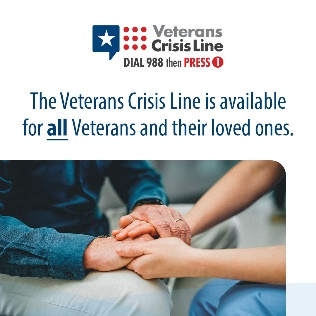 Veterans
Crisis Line
DIAL 988 then PRESS 1
The Veterans Crisis Line is available
for all Veterans and their loved ones.